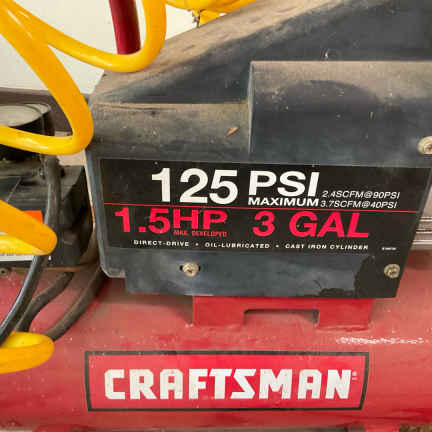 125 PSI 2.4SCFM@90PSI
MAXIMUM 3.7SCFM@40PSI
1.5HP 3 GAL
MAX. DEVELOPED
DIRECT-DRIVE • OIL-LUBRICATED • CAST IRON CYLINDER
CRAFTSMAN®